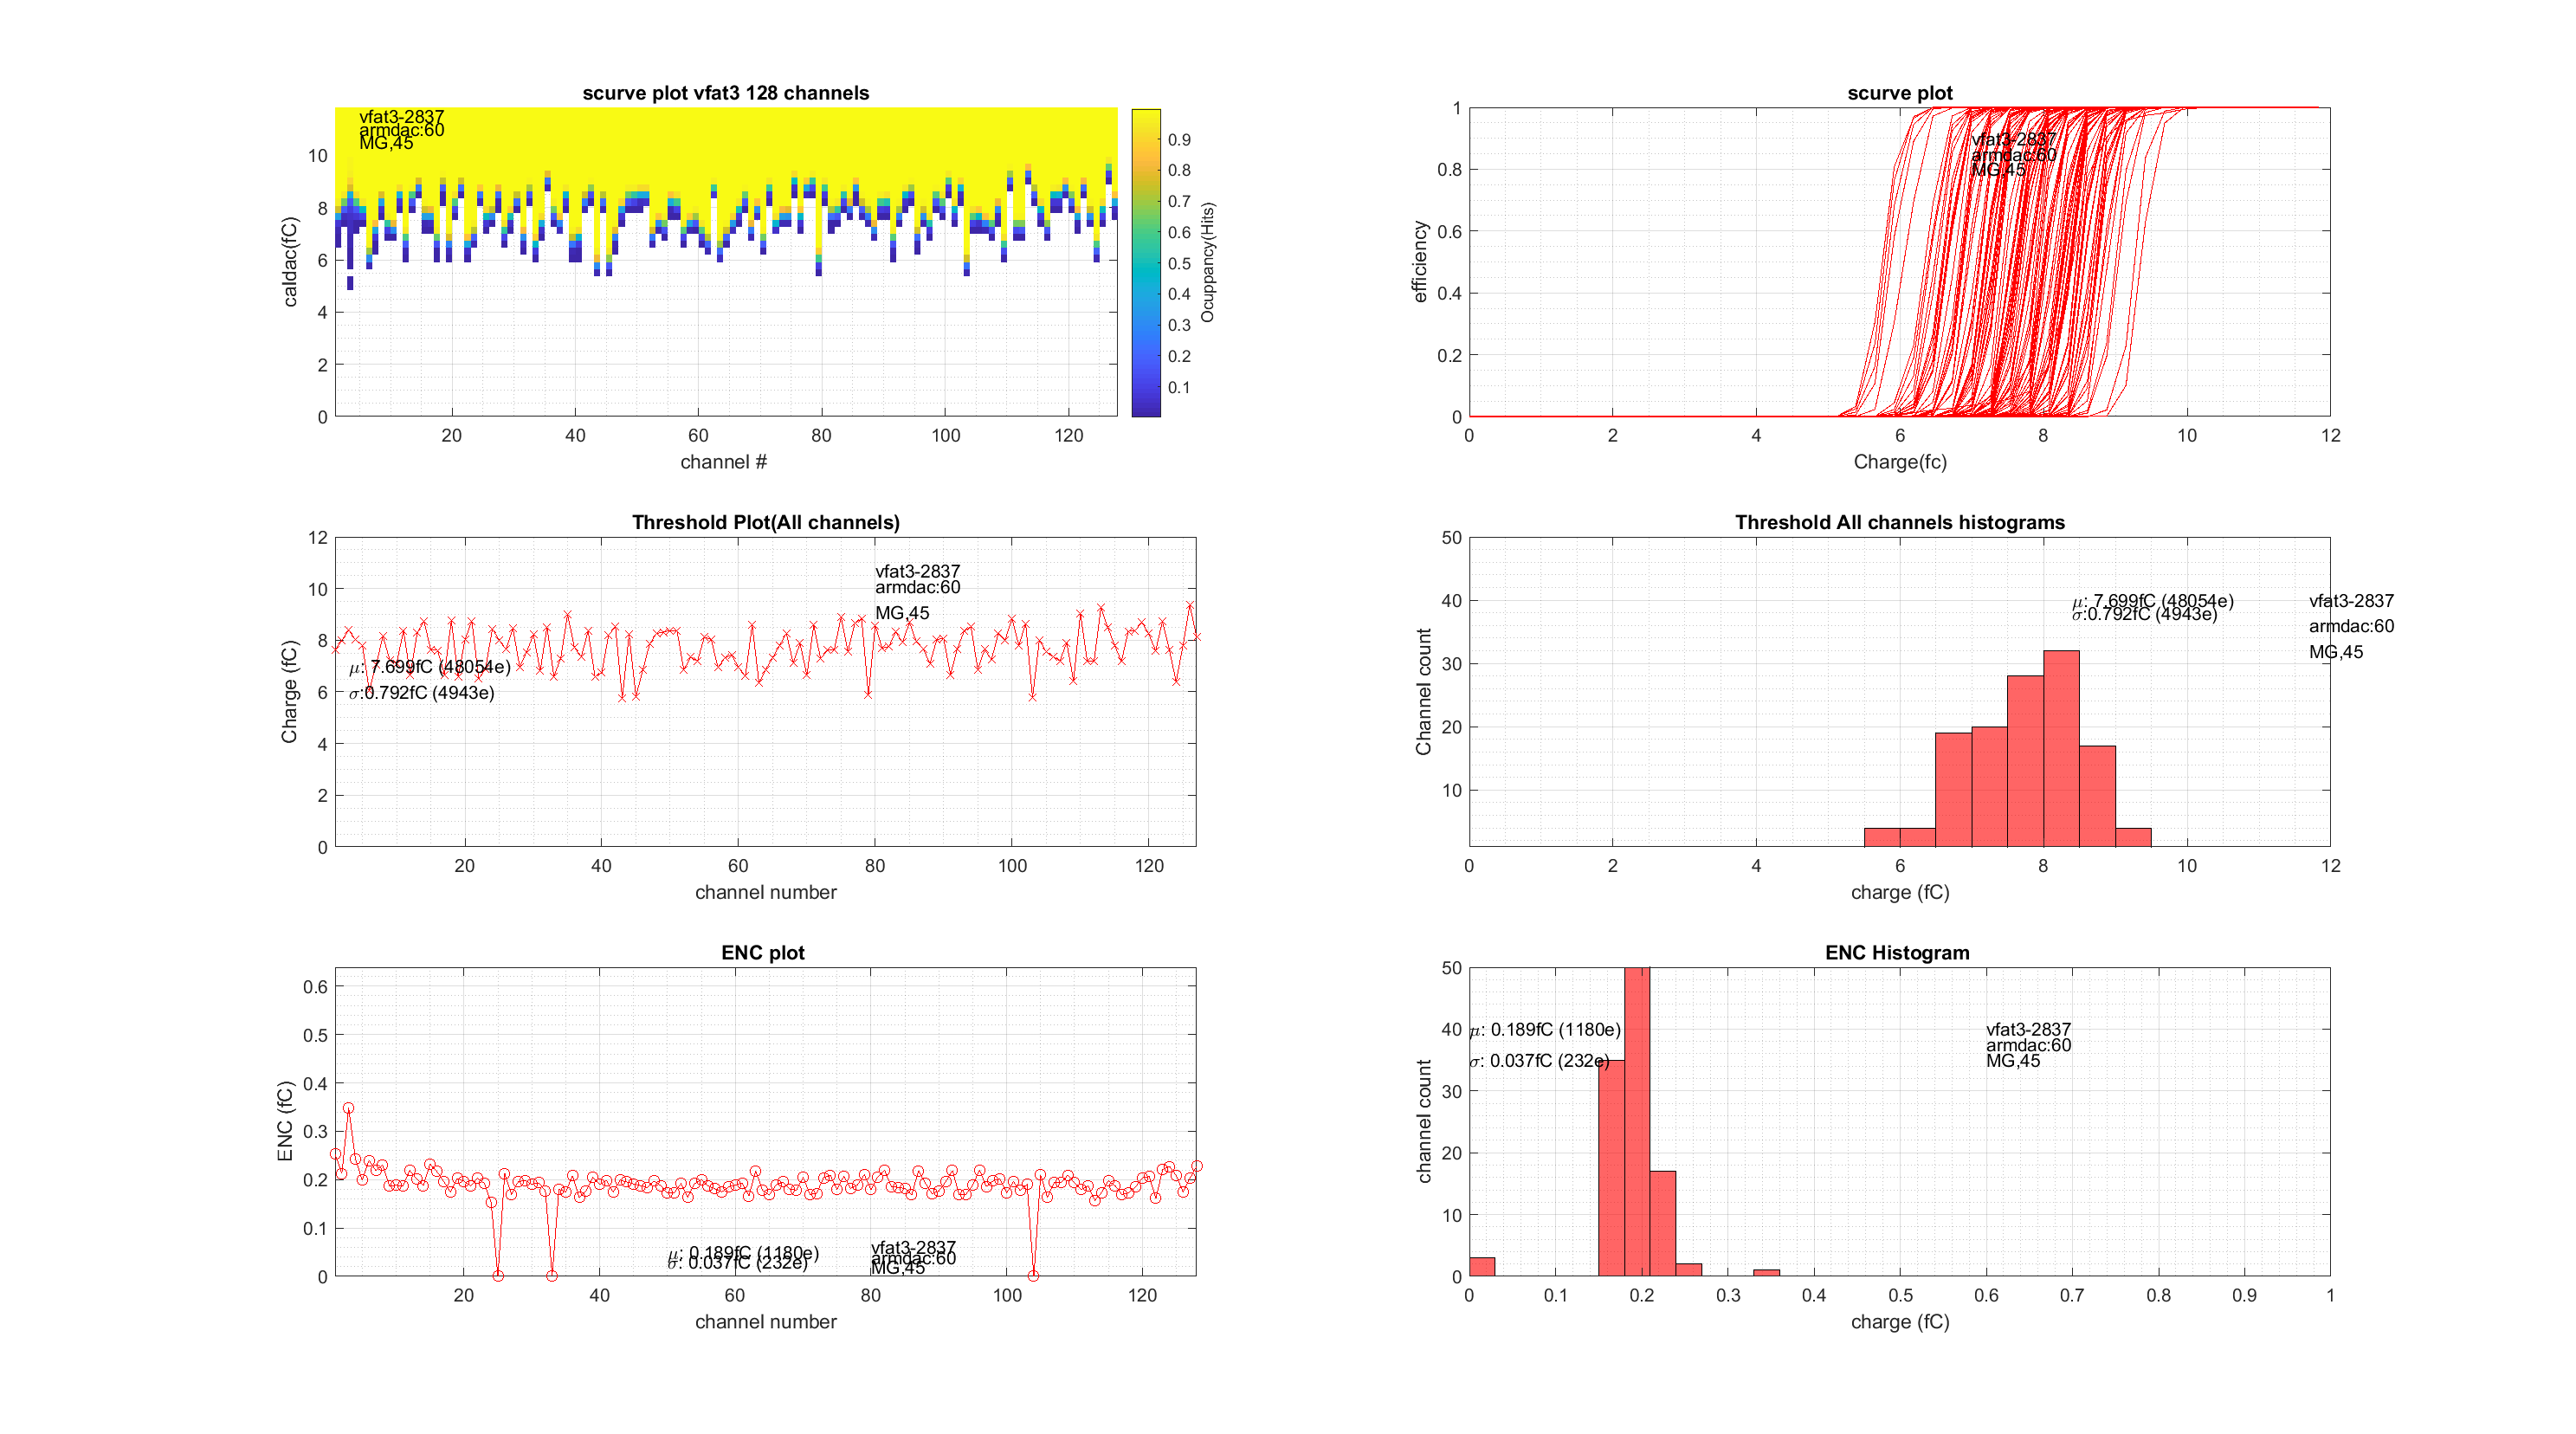 scurve plot vfat3 128 channels
vfat3-2837
armdac:60
MG,45
caldac(fC)
10
8
6
4
2
0
20 40 60 80 100 120
channel #
0.9
0.8
0.7
0.6
0.5
0.4
0.3
0.2
0.1
Ocuppancy(Hits)
scurve plot
vfat3-2837
armdac:60
MG,45
efficiency
1
0.8
0.6
0.4
0.2
0
0 2 4 6 8 10 12
Charge(fc)
Threshold Plot(All channels)
vfat3-2837
armdac:60
MG,45
μ: 7.699fC (48054e)
σ:0.792fC (4943e)
Charge (fC)
12
10
8
6
4
2
0
20 40 60 80 100 120
channel number
Threshold All channels histograms
μ: 7.699fC (48054e)
σ:0.792fC (4943e)
vfat3-2837
armdac:60
MG,45
Channel count
50
40
30
20
10
0 2 4 6 8 10 12
charge (fC)
ENC plot
ENC (fC)
0.6
0.5
0.4
0.3
0.2
0.1
0
μ: 0.189fC (1180e)
σ: 0.037fC (232e)
vfat3-2837
armdac:60
MG,45
20 40 60 80 100 120
channel number
ENC Histogram
μ: 0.189fC (1180e)
σ: 0.037fC (232e)
vfat3-2837
armdac:60
MG,45
channel count
50
40
30
20
10
0
0 0.1 0.2 0.3 0.4 0.5 0.6 0.7 0.8 0.9 1
charge (fC)